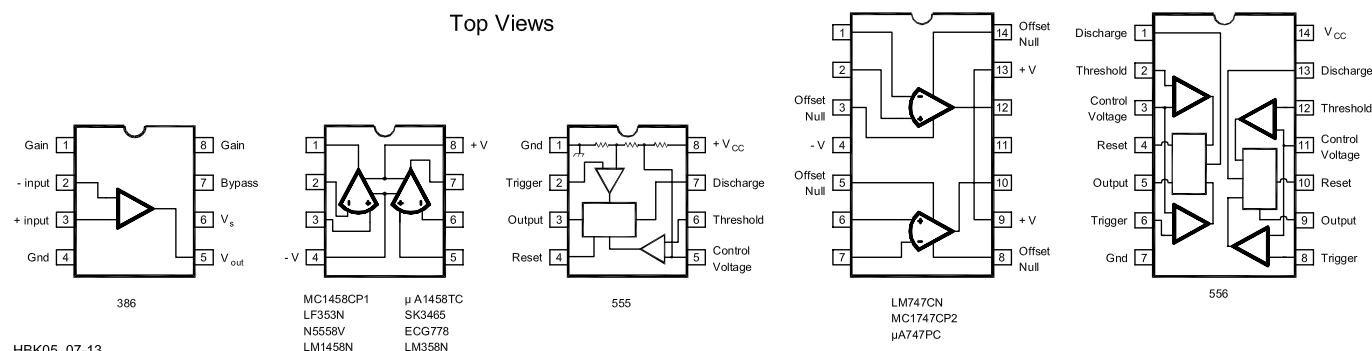 Top Views
Gain 1 8 Gain
- input 2 7 Bypass
+ input 3 6 Vs
Gnd 4 5 Vout
386
1 8 + V
2 7
3 6
- V 4 5
MC1458CP1 µ A1458TC
LF353N SK3465
N5558V ECG778
LM1458N LM358N
Gnd 1 8 + VCC
Trigger 2 7 Discharge
Output 3 6 Threshold
Reset 4 5 Control Voltage
555
1 14 Offset Null
2 13 + V
Offset Null 3 12
- V 4 11
Offset Null 5 10
6 9 + V
7 8 Offset Null
LM747CN
MC1747CP2
µA747PC
Discharge 1 14 VCC
Threshold 2 13 Discharge
Control Voltage 3 12 Threshold
Reset 4 11 Control Voltage
Output 5 10 Reset
Trigger 6 9 Output
Gnd 7 8 Trigger
556
HBK05_07-13